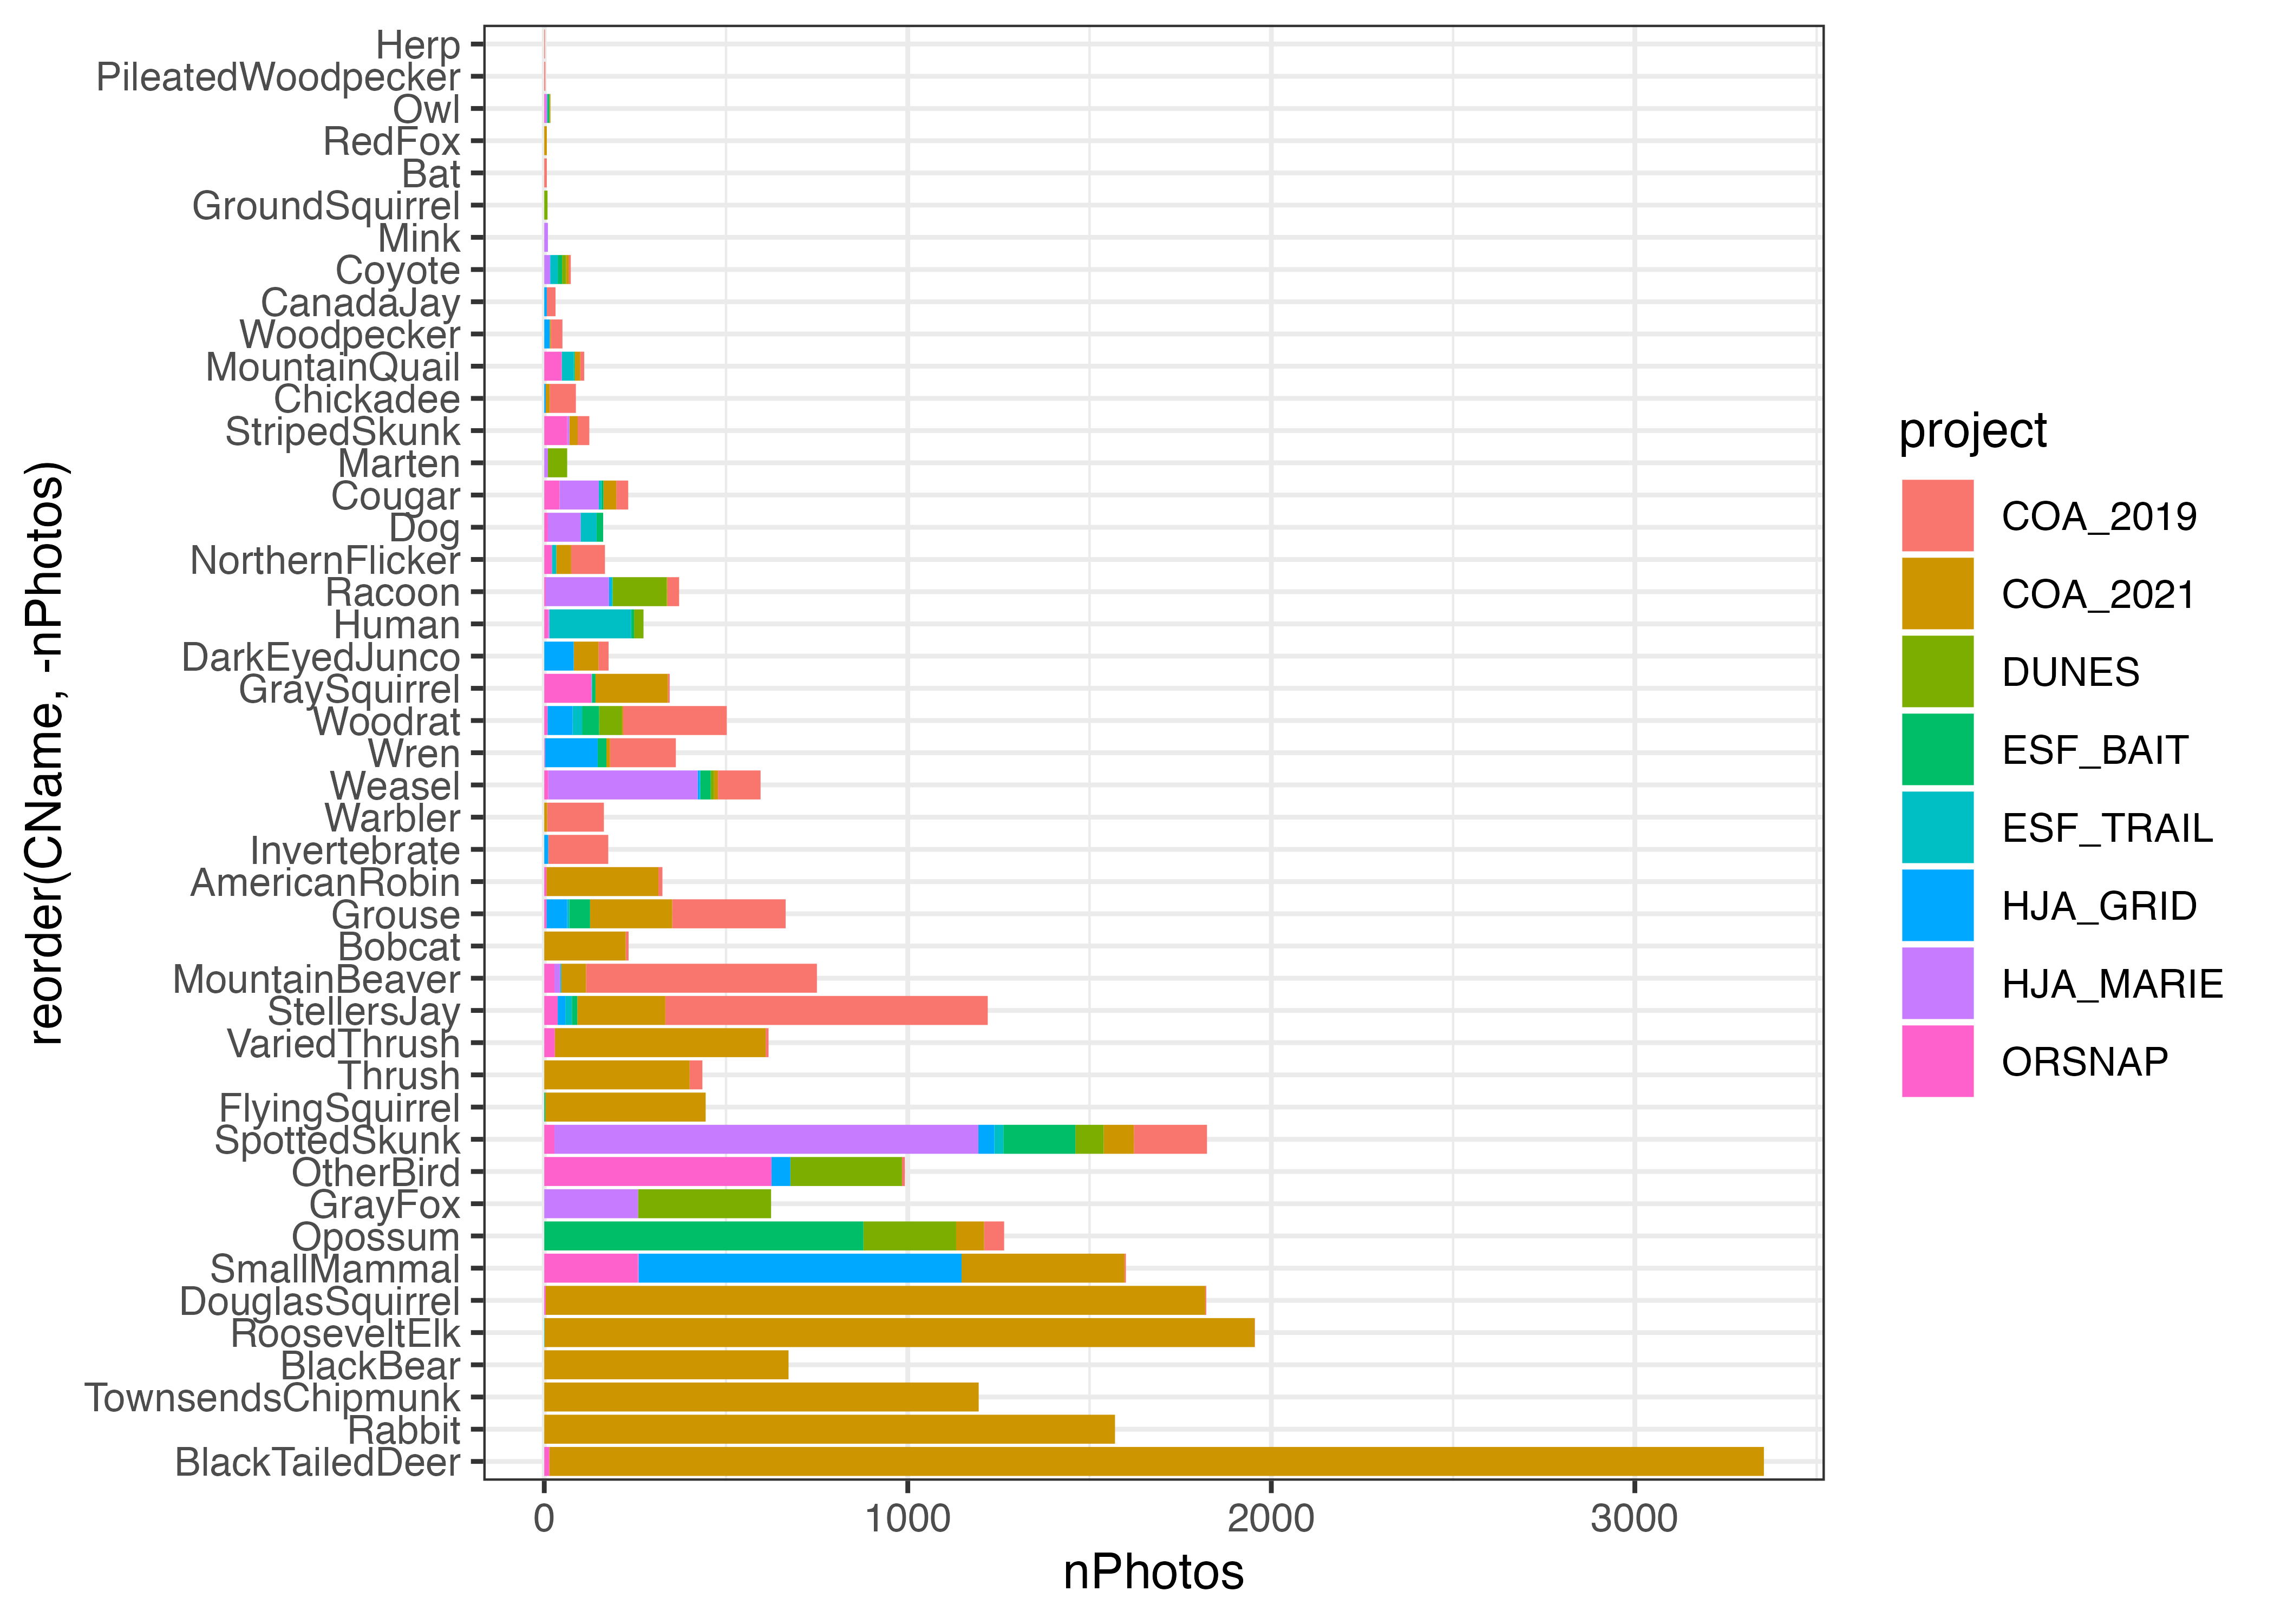 reorder(CName, -nPhotos)
Herp
PileatedWoodpecker
Owl
RedFox
Bat
GroundSquirrel
Mink
Coyote
CanadaJay
Woodpecker
MountainQuail
Chickadee
StripedSkunk
Marten
Cougar
Dog
NorthernFlicker
Racoon
Human
DarkEyedJunco
GraySquirrel
Woodrat
Wren
Weasel
Warbler
Invertebrate
AmericanRobin
Grouse
Bobcat
MountainBeaver
StellersJay
VariedThrush
Thrush
FlyingSquirrel
SpottedSkunk
OtherBird
GrayFox
Opossum
SmallMammal
DouglasSquirrel
RooseveltElk
BlackBear
TownsendsChipmunk
Rabbit
BlackTailedDeer
0 1000 2000 3000
nPhotos
project
COA_2019
COA_2021
DUNES
ESF_BAIT
ESF_TRAIL
HJA_GRID
HJA_MARIE
ORSNAP